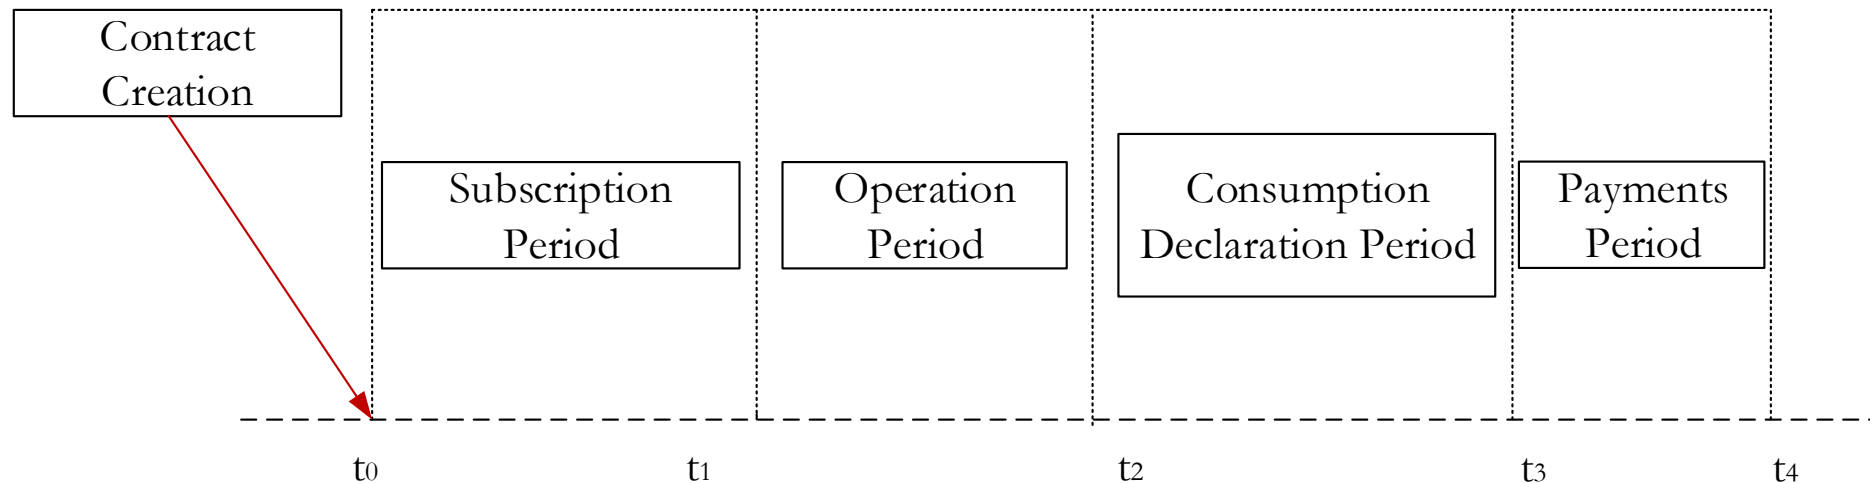 Contract
Creation
Subscription
Period
Operation
Period
Consumption
Declaration Period
Payments
Period
t0
t1
t2
t3
t4